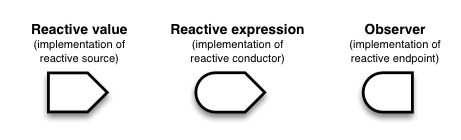 Reactive value
(implementation of
reactive source)
Reactive expression
(implementation of
reactive conductor)
Observer
(implementation of
reactive endpoint)